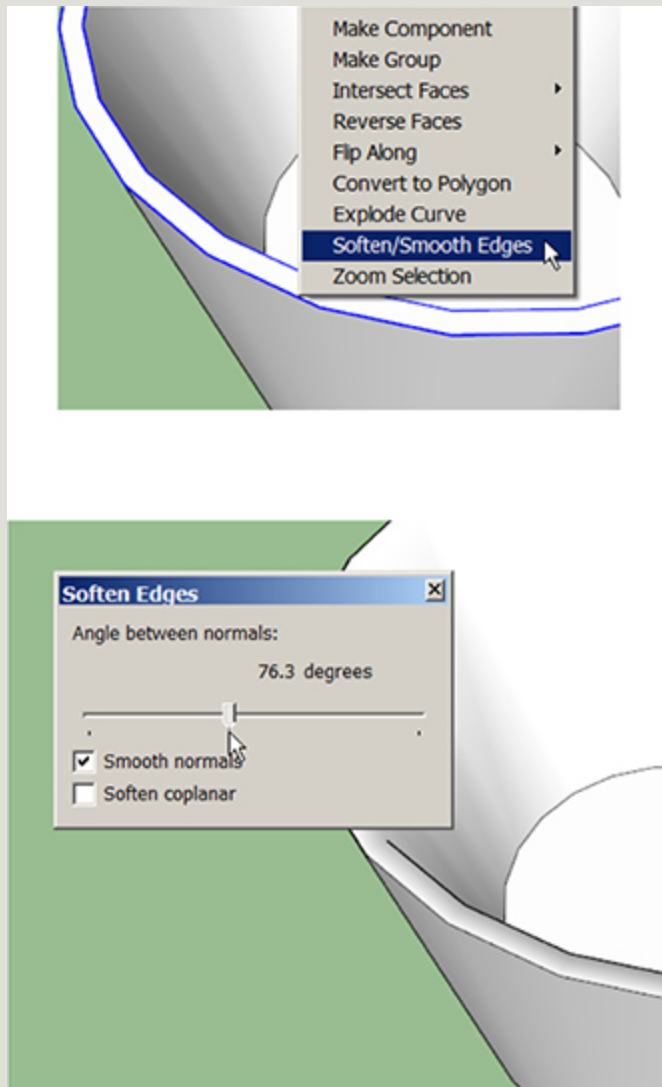 Make Component
Make Group
Intersect Faces
Reverse Faces
Flip Along
Convert to Polygon
Explode Curve
Soften/Smooth Edges
Zoom Selection
Soften Edges
Angle between normals:
76.3 degrees
Smooth normals
Soften coplanar